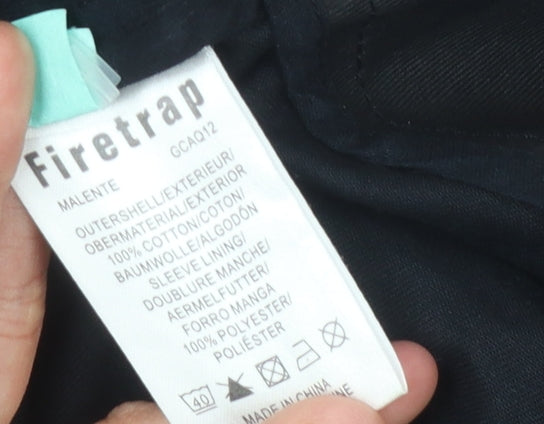 Firetrap
MALENTE GCAQ12
OUTERSHELL/EXTERIEUR/
OBERMATERIAL/EXTERIOR
100% COTTON/COTON/
BAUMWOLLE/ALGODÓN
SLEEVE LINING/
DOUBLURE MANCHE/
AERMELFUTTER/
FORRO MANGA
100% POLYESTER/
POLIÉSTER
40
MADE IN CHINA